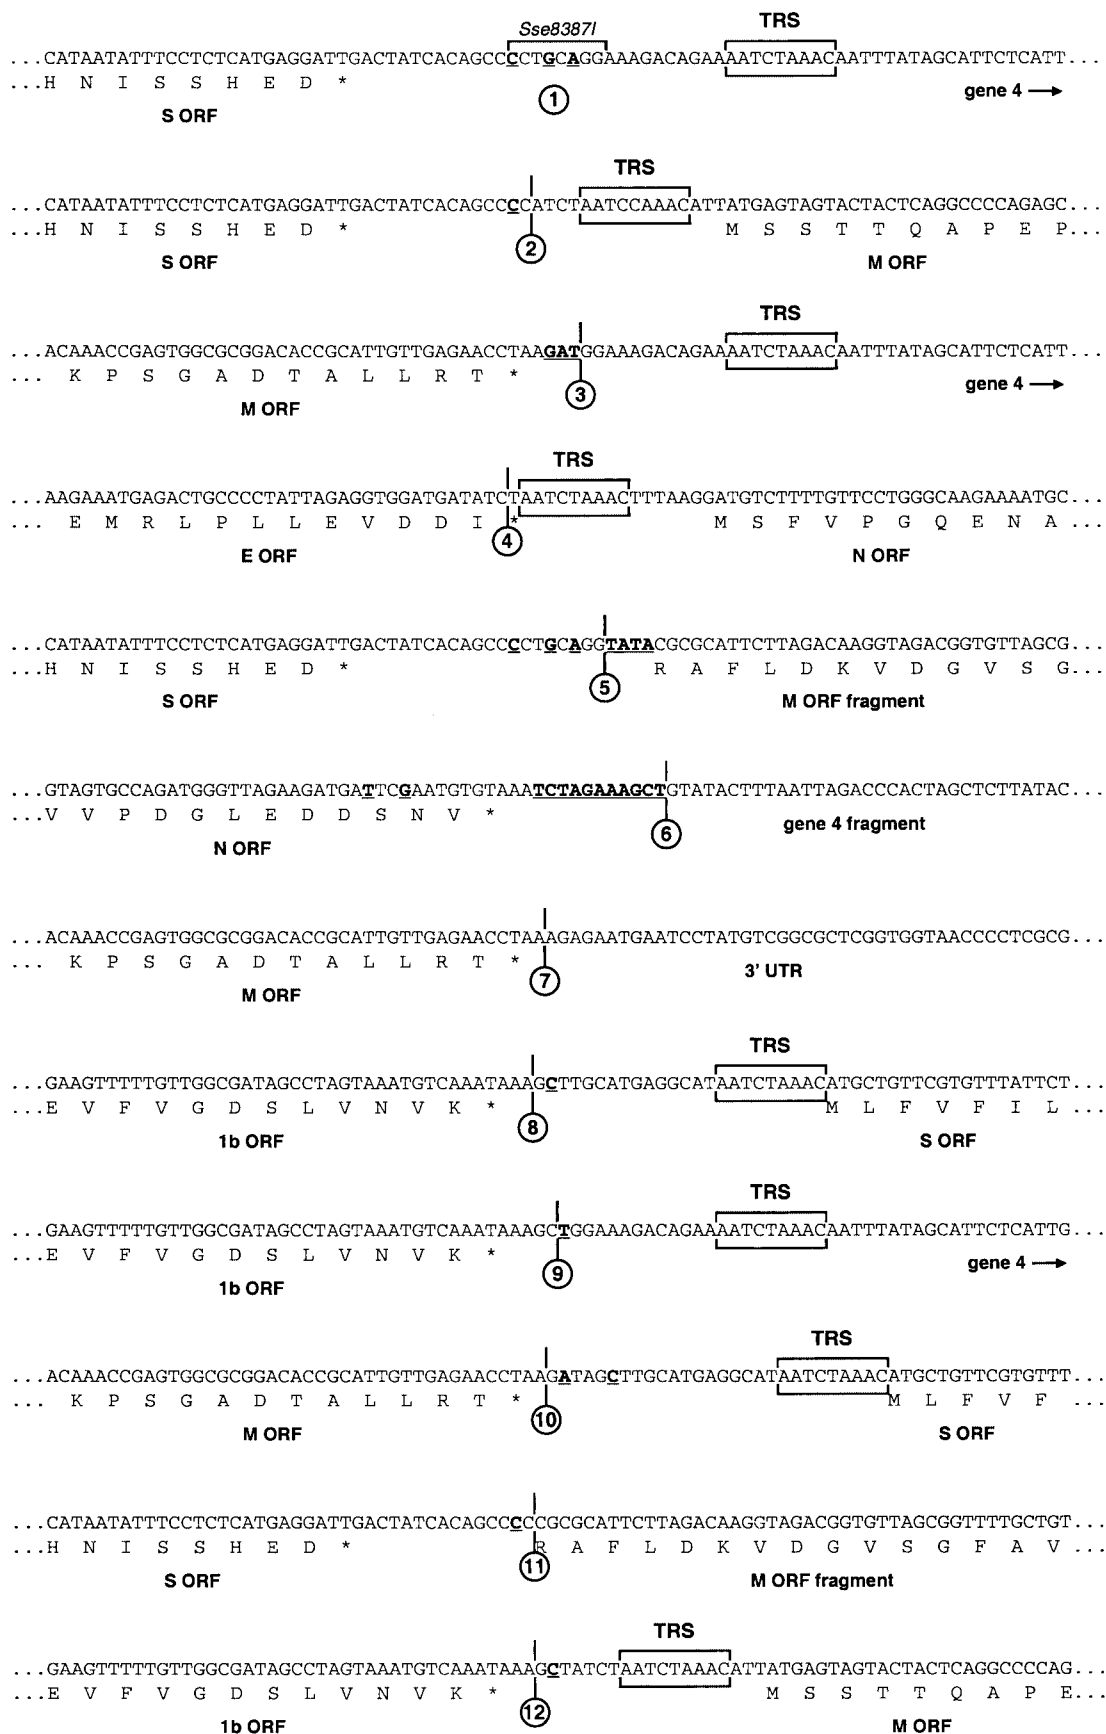 Sse8387I TRS
...CATAATATTTCCTCTCATGAGGATTGACTATCACAGCCCCTGCAGGAAAGACAGAAAATCTAAACAATTTATAGCATTCTCATT...
...H N I S S H E D *
S ORF 1 gene 4
TRS
...CATAATATTTCCTCTCATGAGGATTGACTATCACAGCCCCATCTAATCCAAACATTATGAGTAGTACTACTCAGGCCCCAGAGC...
...H N I S S H E D * M S S T T Q A P E P...
S ORF 2 M ORF
TRS
...ACAAACCGAGTGGCGCGGACACCGCATTGTTGAGAACCTAAGATGGAAAGACAGAAAATCTAAACAATTTATAGCATTCTCATT...
... K P S G A D T A L L R T *
M ORF 3 gene 4
TRS
...AAGAAATGAGACTGCCCCTATTAGAGGTGGATGATATCTAATCTAAACTTTAAGGATGTCTTTTGTTCCTGGGCAAGAAAATGC...
... E M R L P L L E V D D I * M S F V P G Q E N A ...
E ORF 4 N ORF
...CATAATATTTCCTCTCATGAGGATTGACTATCACAGCCCCTGCAGGTATACGCGCATTCTTAGACAAGGTAGACGGTGTTAGCG...
...H N I S S H E D * R A F L D K V D G V S G...
S ORF 5 M ORF fragment
...GTAGTGCCAGATGGGTTAGAAGATGATTCGAATGTGTAAATCTAGAAAGCTGTATACTTTAATTAGACCCACTAGCTCTTATAC...
...V V P D G L E D D S N V *
N ORF 6 gene 4 fragment
...ACAAACCGAGTGGCGCGGACACCGCATTGTTGAGAACCTAAAGAGAATGAATCCTATGTCGGCGCTCGGTGGTAACCCCTCGCG...
... K P S G A D T A L L R T *
M ORF 7 3' UTR
TRS
...GAAGTTTTTGTTGGCGATAGCCTAGTAAATGTCAAATAAAGCTTGCATGAGGCATAATCTAAACATGCTGTTCGTGTTTATTCT...
...E V F V G D S L V N V K * M L F V F I L ...
1b ORF 8 S ORF
TRS
...GAAGTTTTTGTTGGCGATAGCCTAGTAAATGTCAAATAAAGCTGGAAAGACAGAAAATCTAAACAATTTATAGCATTCTCATTG...
...E V F V G D S L V N V K *
1b ORF 9 gene 4
TRS
...ACAAACCGAGTGGCGCGGACACCGCATTGTTGAGAACCTAAGATAGCTTGCATGAGGCATAATCTAAACATGCTGTTCGTGTTT...
... K P S G A D T A L L R T * M L F V F ...
M ORF 10 S ORF
...CATAATATTTCCTCTCATGAGGATTGACTATCACAGCCCCCGCGCATTCTTAGACAAGGTAGACGGTGTTAGCGGTTTTGCTGT...
...H N I S S H E D * R A F L D K V D G V S G F A V ...
S ORF 11 M ORF fragment
TRS
...GAAGTTTTTGTTGGCGATAGCCTAGTAAATGTCAAATAAAGCTATCTAATCTAAACATTATGAGTAGTACTACTCAGGCCCCAG...
...E V F V G D S L V N V K * M S S T T Q A P E...
1b ORF 12 M ORF